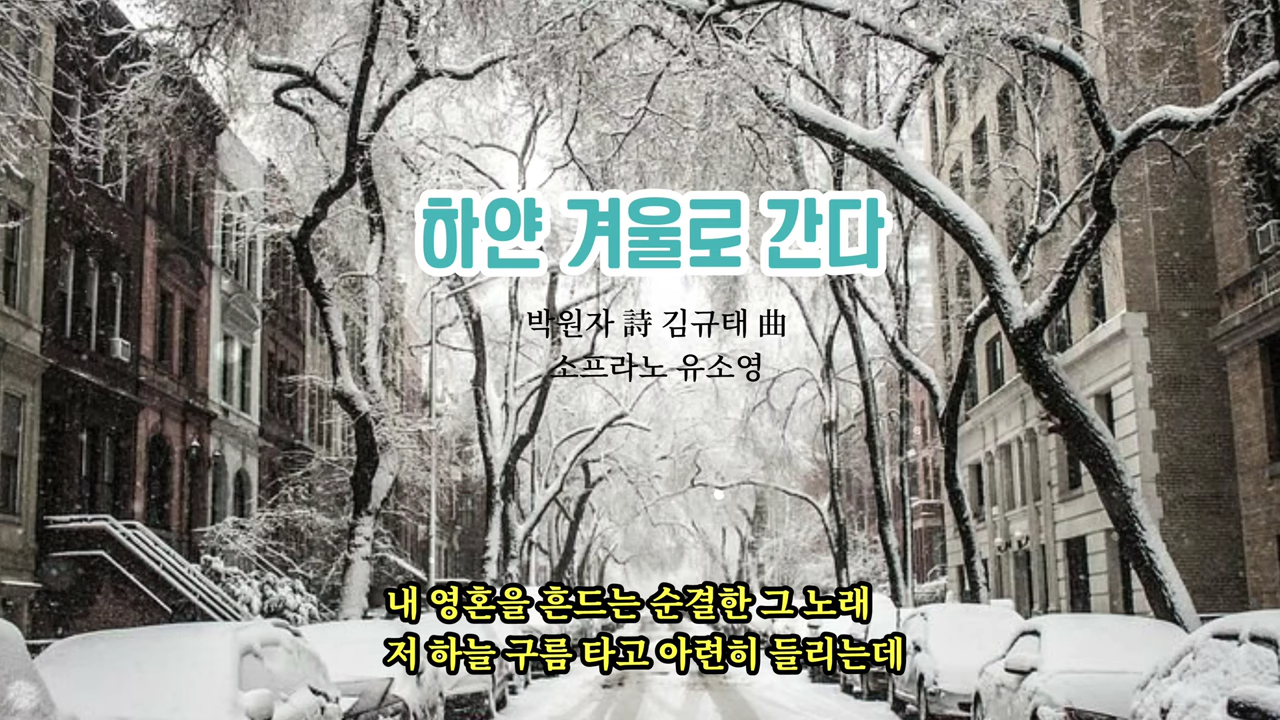 하얀 겨울로 간다
박원자 詩 김규태 曲
소프라노 유소영
내 영혼을 흔드는 순결한 그 노래
저 하늘 구름 타고 아련히 들리는데